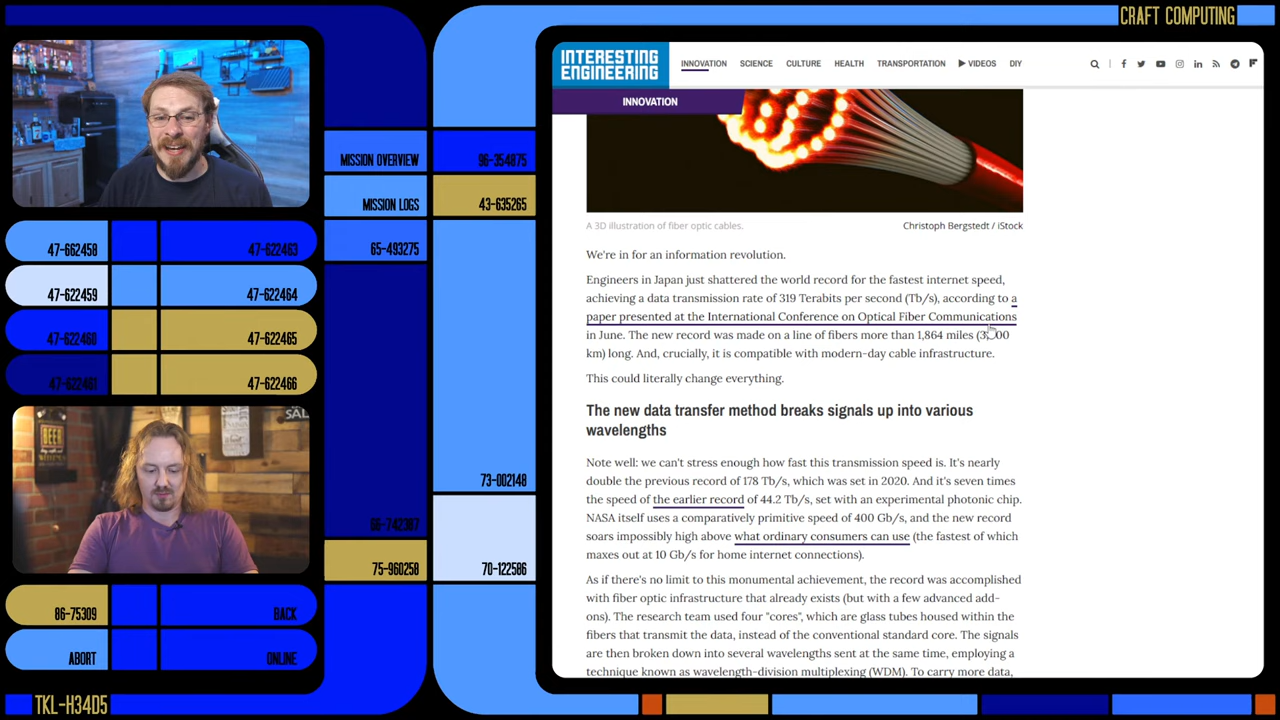 CRAFT COMPUTING
MISSION OVERVIEW
96-354875
MISSION LOGS
43-635265
47-662458
47-622463
65-493275
47-622459
47-622464
47-622460
47-622465
47-622461
47-622466
73-002148
66-742387
75-960258
70-122586
86-75309
BACK
ABORT
ONLINE
TKL-H34D5
BEER
SAL
INTERESTING
ENGINEERING
INNOVATION SCIENCE CULTURE HEALTH TRANSPORTATION VIDEOS DIY
INNOVATION
A 3D illustration of fiber optic cables. Christoph Bergstedt / iStock
We're in for an information revolution.
Engineers in Japan just shattered the world record for the fastest internet speed,
achieving a data transmission rate of 319 Terabits per second (Tb/s), according to a
paper presented at the International Conference on Optical Fiber Communications
in June. The new record was made on a line of fibers more than 1,864 miles
km) long. And, crucially, it is compatible with modern-day cable infrastructure.
This could literally change everything.
The new data transfer method breaks signals up into various
wavelengths
Note well: we can't stress enough how fast this transmission speed is. It's nearly
double the previous record of 178 Tb/s, which was set in 2020. And it's seven times
the speed of the earlier record of 44.2 Tb/s, set with an experimental photonic chip.
NASA itself uses a comparatively primitive speed of 400 Gb/s, and the new record
soars impossibly high above what ordinary consumers can use (the fastest of which
maxes out at 10 Gb/s for home internet connections).
As if there's no limit to this monumental achievement, the record was accomplished
with fiber optic infrastructure that already exists (but with a few advanced add-
ons). The research team used four "cores", which are glass tubes housed within the
fibers that transmit the data, instead of the conventional standard core. The signals
are then broken down into several wavelengths sent at the same time, employing a
technique known as wavelength-division multiplexing (WDM). To carry more data,